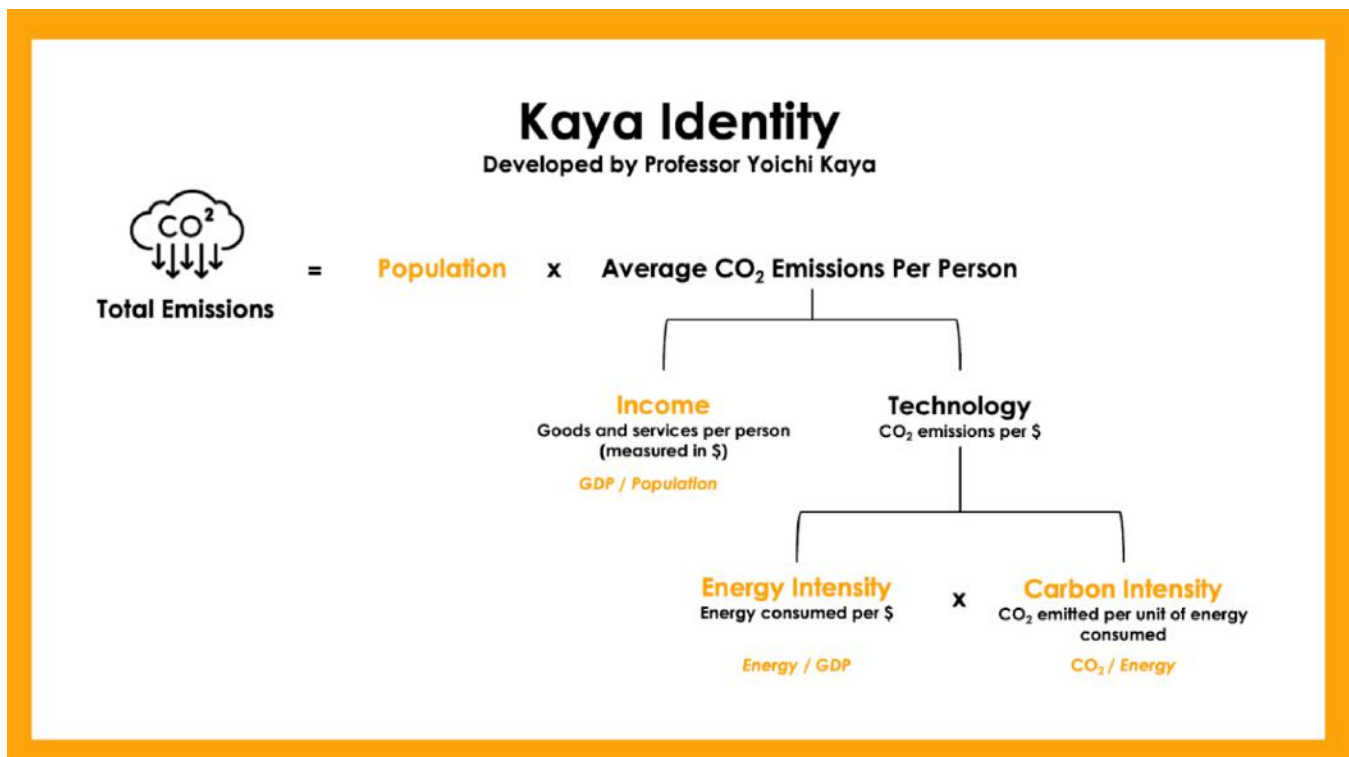 Kaya Identity
Developed by Professor Yoichi Kaya
CO²
Total Emissions
= Population x Average CO₂ Emissions Per Person
Income
Goods and services per person
(measured in $)
GDP / Population
Technology
CO₂ emissions per $
Energy Intensity
Energy consumed per $
Energy / GDP
x
Carbon Intensity
CO₂ emitted per unit of energy
consumed
CO₂ / Energy